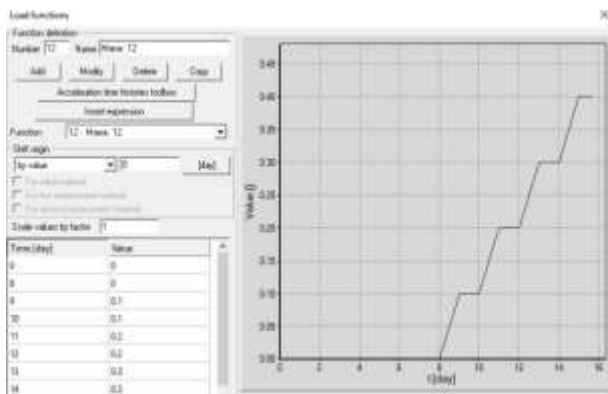 Load functions
Function definition
Number 12 Name
Add Modify Delete Copy
Acceleration time histories toolbox
Insert expression
Function 12
Shift origin
by value 0 [day]
Scale values by factor 1
Time [day] Value
0 0
8 0
9 0.1
10 0.1
11 0.2
12 0.2
13 0.3
14 0.3
0.45
0.40
0.35
0.30
0.25
0.20
0.15
0.10
0.05
0.00
0 2 4 6 8 10 12 14 16
Value []
t [day]